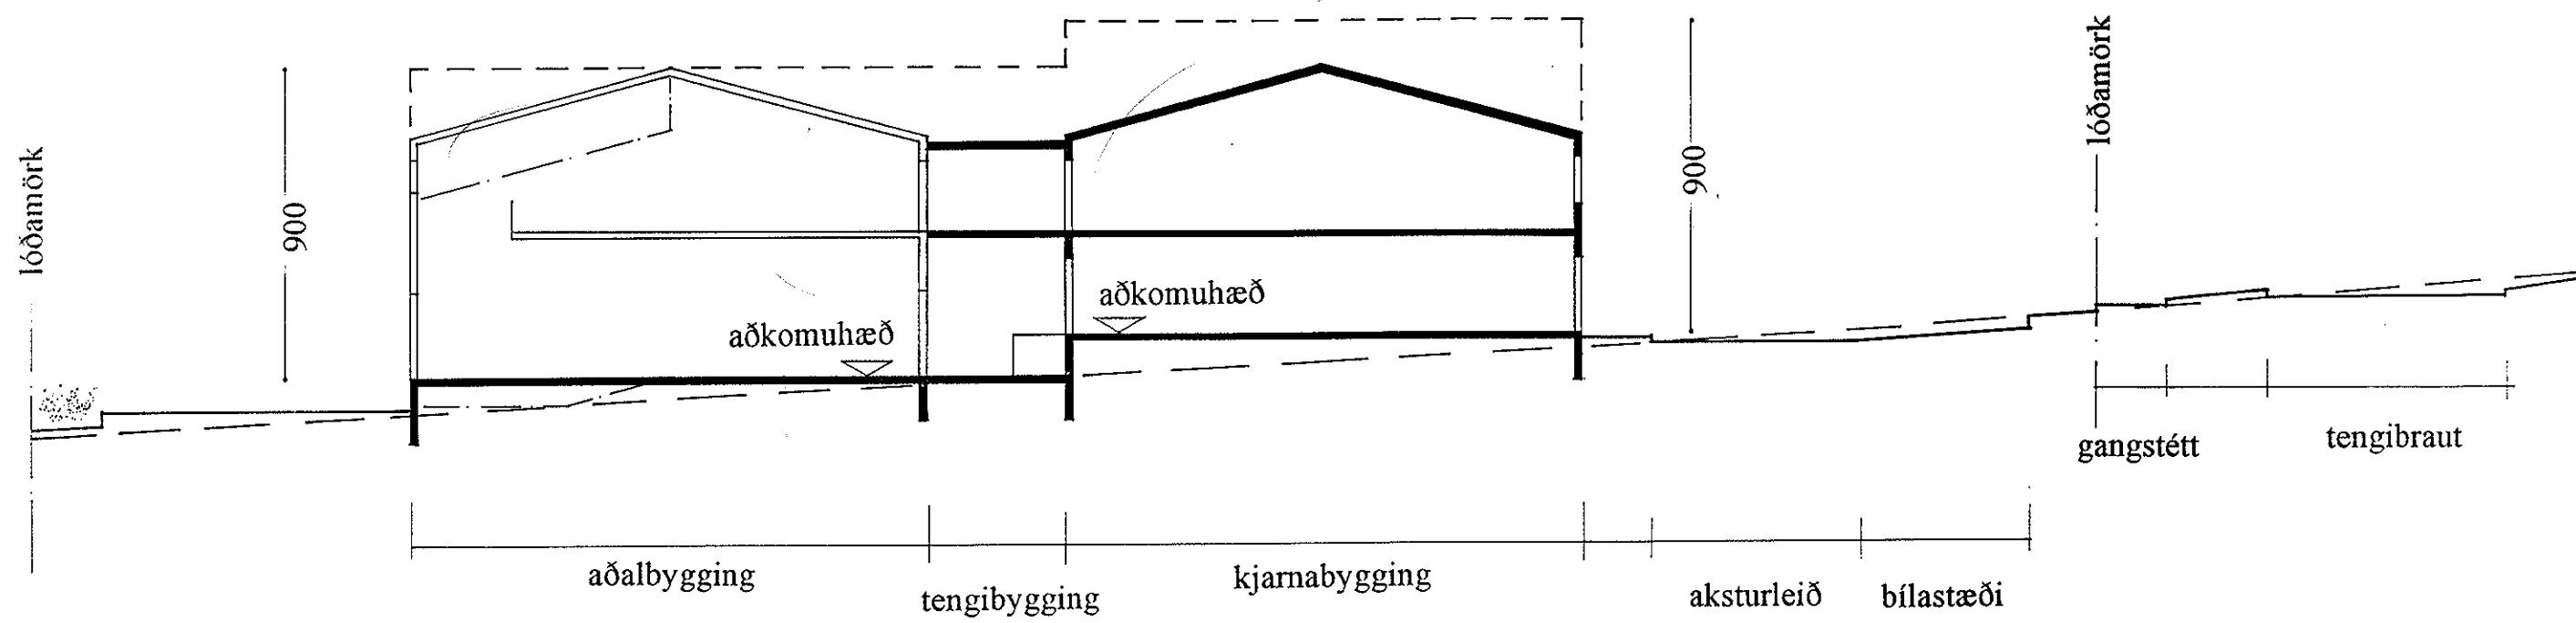 lóðamörk
900
aðkomuhæð
aðkomuhæð
900
lóðamörk
gangstétt
tengibraut
aðalbygging
tengibygging
kjarnabygging
aksturleið
bílastæði